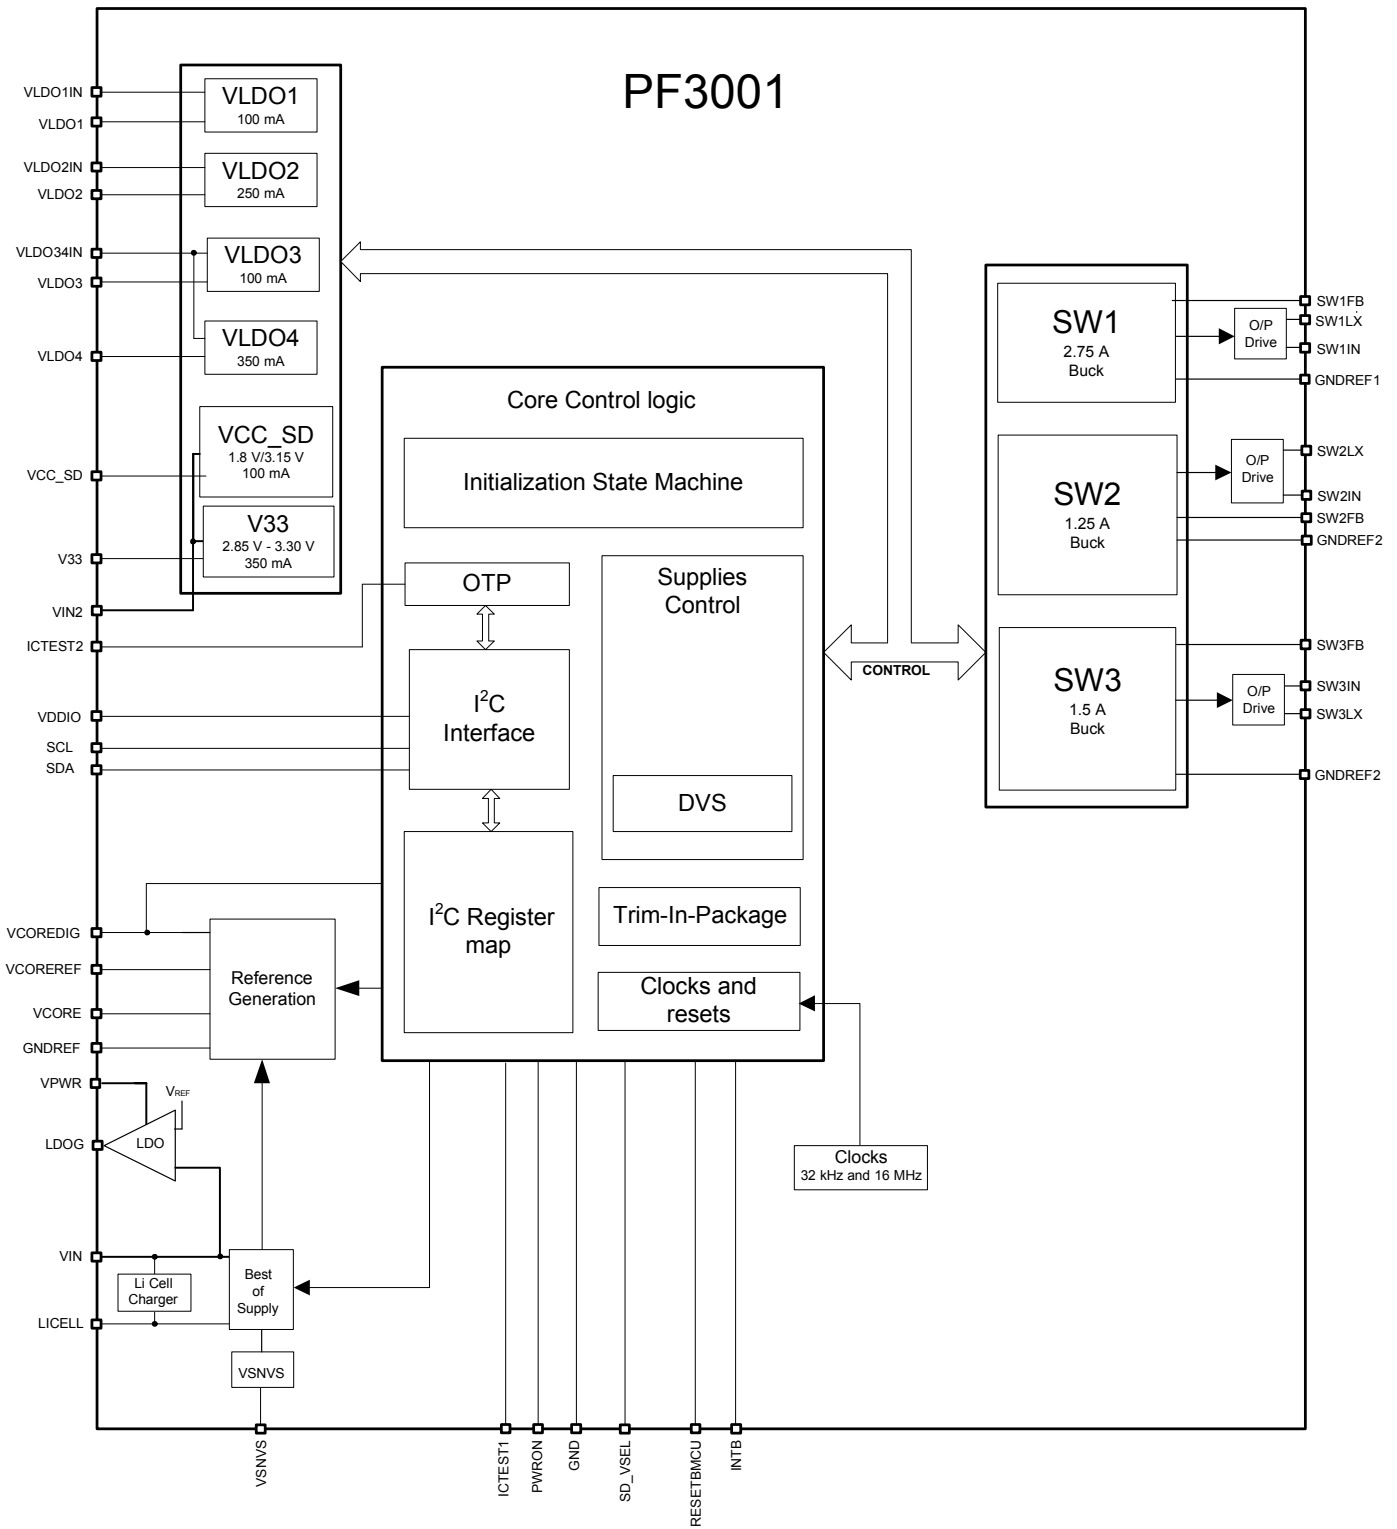 PF3001
VLDO1IN
VLDO1
VLDO1
100 mA
VLDO2IN
VLDO2
VLDO2
250 mA
VLDO34IN
VLDO3
VLDO3
100 mA
VLDO4
VLDO4
350 mA
VCC_SD
VCC_SD
1.8 V/3.15 V
100 mA
V33
V33
2.85 V - 3.30 V
350 mA
VIN2
ICTEST2
VDDIO
SCL
SDA
Core Control logic
Initialization State Machine
OTP
I²C
Interface
I²C Register
map
Supplies
Control
DVS
Trim-In-Package
Clocks and
resets
CONTROL
SW1
2.75 A
Buck
O/P
Drive
SW1FB
SW1LX
SW1IN
GNDREF1
SW2
1.25 A
Buck
O/P
Drive
SW2LX
SW2IN
SW2FB
GNDREF2
SW3
1.5 A
Buck
O/P
Drive
SW3FB
SW3IN
SW3LX
GNDREF2
VCOREDIG
VCOREREF
VCORE
GNDREF
Reference
Generation
VPWR
VREF
LDOG
LDO
Clocks
32 kHz and 16 MHz
VIN
Li Cell
Charger
LICELL
Best
of
Supply
VSNVS
VSNVS
ICTEST1
PWRON
GND
SD_VSEL
RESETBMCU
INTB